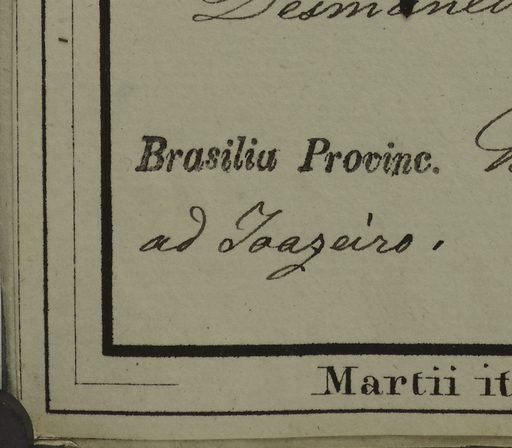 Brasilia Provinc.
ad Joazeiro.
Martii it